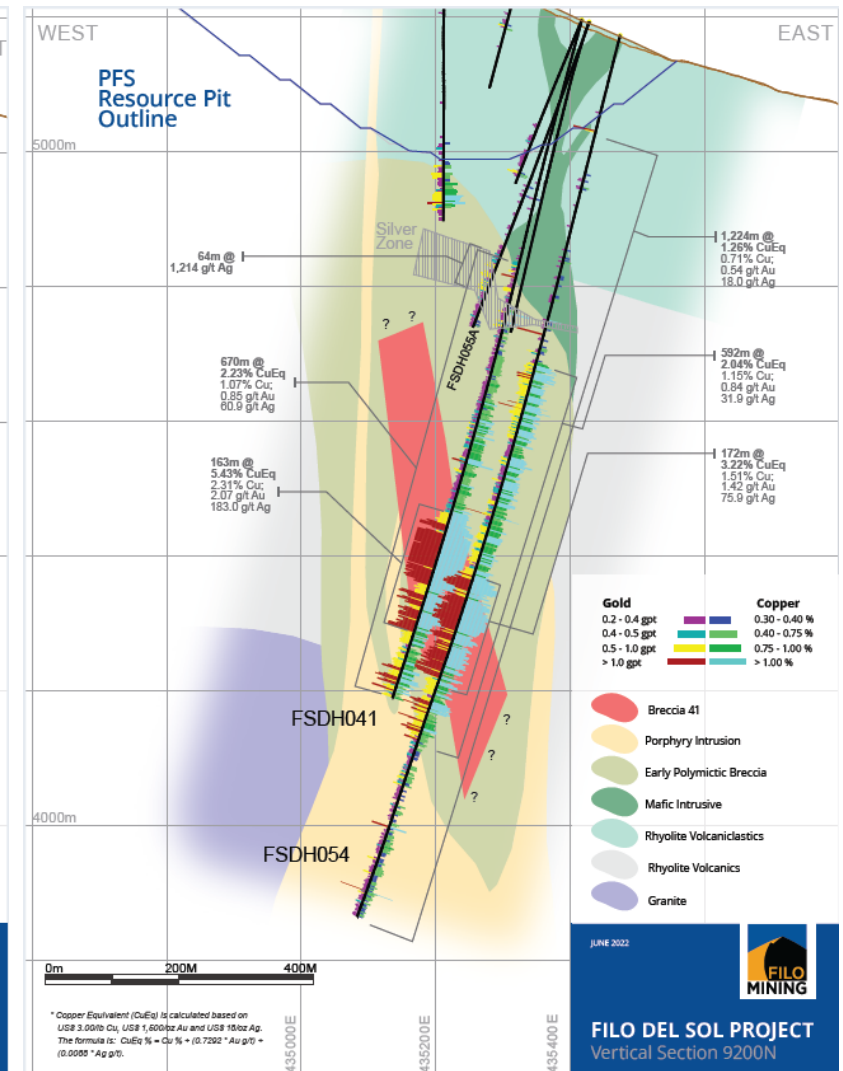 WEST
EAST
PFS
Resource Pit
Outline
5000m
Silver
Zone
64m @
1,214 g/t Ag
1,224m @
1.26% CuEq
0.71% Cu;
0.54 g/t Au
18.0 g/t Ag
? ?
FSDH055A
670m @
2.23% CuEq
1.07% Cu;
0.85 g/t Au
60.9 g/t Ag
592m @
2.04% CuEq
1.15% Cu;
0.84 g/t Au
31.9 g/t Ag
163m @
5.43% CuEq
2.31% Cu;
2.07 g/t Au
183.0 g/t Ag
172m @
3.22% CuEq
1.51% Cu;
1.42 g/t Au
75.9 g/t Ag
Gold Copper
0.2 - 0.4 gpt 0.30 - 0.40 %
0.4 - 0.5 gpt 0.40 - 0.75 %
0.5 - 1.0 gpt 0.75 - 1.00 %
> 1.0 gpt > 1.00 %
FSDH041
?
?
?
Breccia 41
Porphyry Intrusion
Early Polymictic Breccia
Mafic Intrusive
Rhyolite Volcaniclastics
Rhyolite Volcanics
Granite
4000m
FSDH054
0m 200M 400M
* Copper Equivalent (CuEq) is calculated based on
US$ 3.00/lb Cu, US$ 1,500/oz Au and US$ 18/oz Ag.
The formula is: CuEq % = Cu % + (0.7292 * Au g/t) +
(0.0088 * Ag g/t).
435000 E
435200 E
435400 E
JUNE 2022
FILO
MINING
FILO DEL SOL PROJECT
Vertical Section 9200N